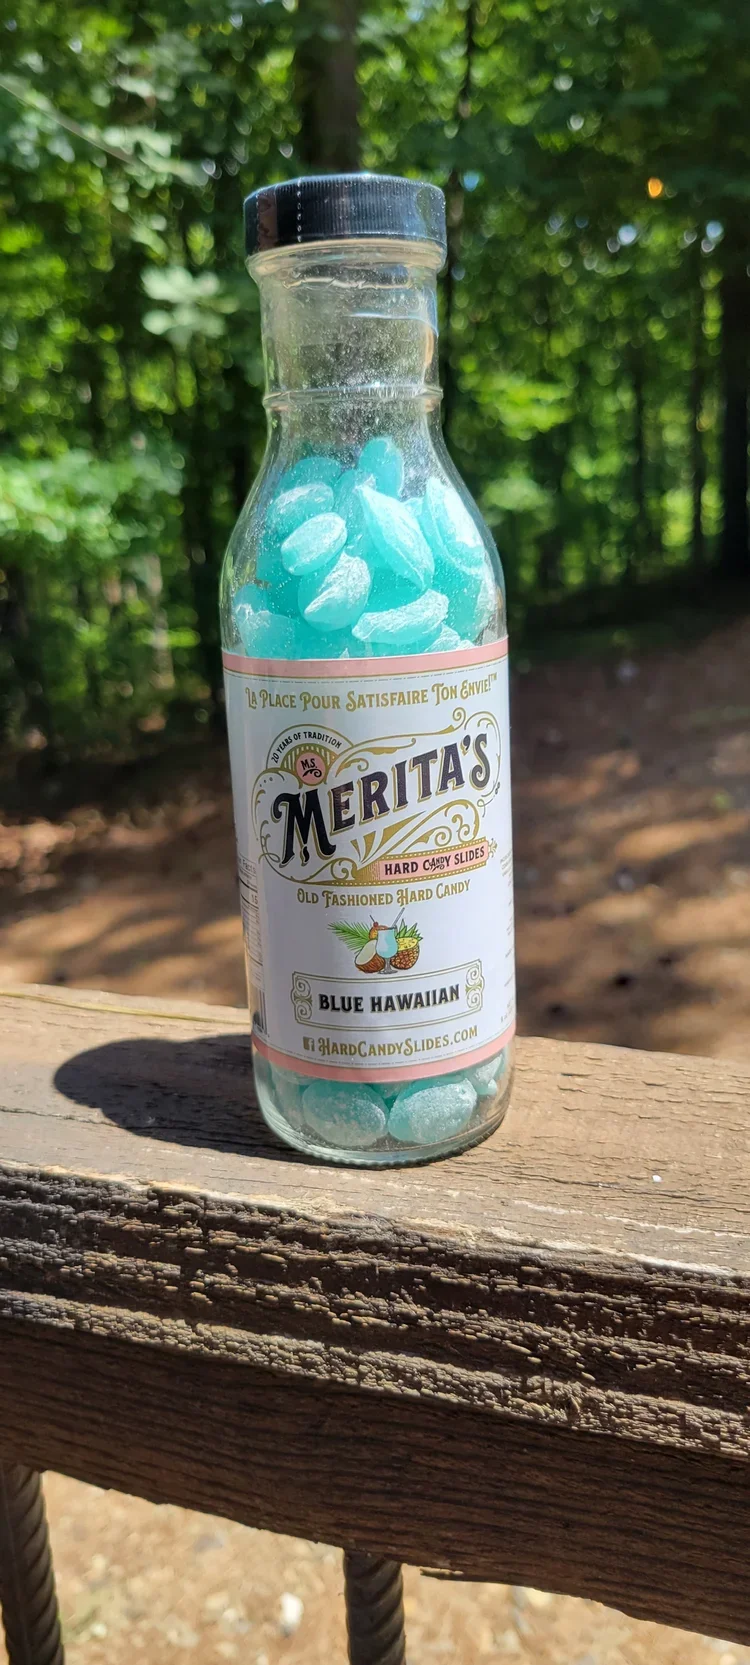 La Place Pour Satisfaire Ton Envie!™
20 YEARS OF TRADITION
M.S.
MERITA'S
HARD CANDY SLIDES
Old Fashioned Hard Candy
BLUE HAWAIIAN
HardCandySlides.com